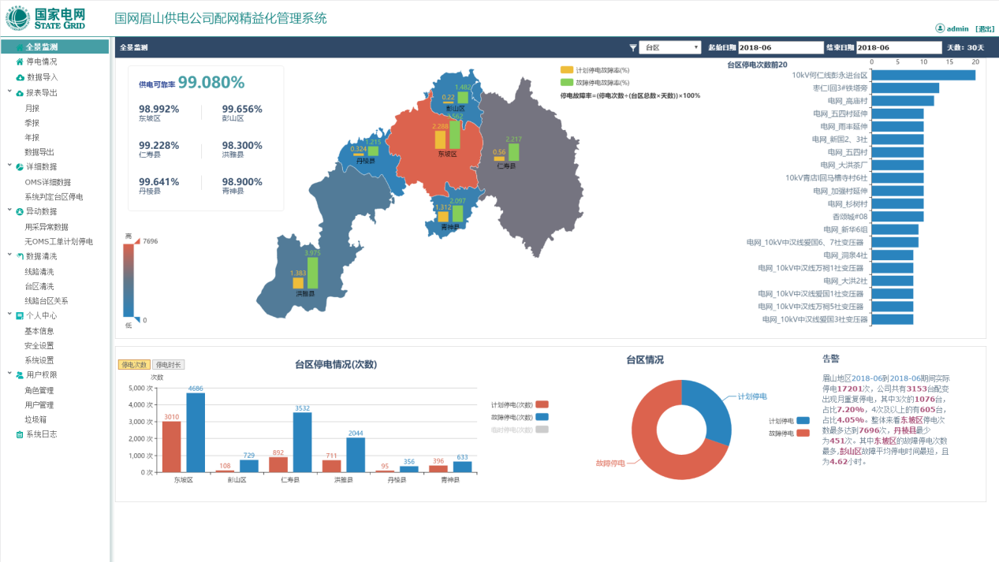 国家电网
STATE GRID
国网眉山供电公司配网精益化管理系统
admin [退出]
全景监测
停电情况
数据导入
报表导出
月报
季报
年报
数据导出
详细数据
OMS详细数据
系统判定台区停电
异动数据
用采异常数据
无OMS工单计划停电
数据清洗
线路清洗
台区清洗
线路台区关系
个人中心
基本信息
安全设置
系统设置
用户权限
角色管理
用户管理
垃圾箱
系统日志
全景监测
台区
起始日期 2018-06 结束日期 2018-06 天数：30天
供电可靠率 99.080%
98.992% 99.656%
东坡区 彭山区
99.228% 98.300%
仁寿县 洪雅县
99.641% 98.900%
丹棱县 青神县
高
7696
0
低
计划停电故障率(%)
故障停电故障率(%)
停电故障率=(停电次数÷(台区总数×天数))×100%
1.482
0.22
彭山区
3.562
2.288
东坡区
2.217
0.56
仁寿县
1.215
0.324
丹棱县
2.097
1.312
青神县
3.975
1.383
洪雅县
台区停电次数前20
0 5 10 15 20
10kV何仁线彭永进台区
枣仁I回3#铁塔旁
电网_高庙村
电网_五四村延伸
电网_雨丰延伸
电网_新国2、3社
电网_五四村
电网_大洪茶厂
10kV青店I回马槽寺村6社
电网_加强村延伸
电网_杉树村
香颂城#08
电网_新华6组
电网_10kV中汉线爱国6、7社变压器
电网_洞泉4社
电网_10kV中汉线万祠1社变压器
电网_大洪2社
电网_10kV中汉线爱国1社变压器
电网_10kV中汉线万祠5社变压器
电网_10kV中汉线爱国3社变压器
停电次数 停电时长
台区停电情况(次数)
次数
5,000 次
4,000 次
3,000 次
2,000 次
1,000 次
0 次
3010 4686
108 729
892 3532
711 2044
95 356
396 633
东坡区 彭山区 仁寿县 洪雅县 丹棱县 青神县
计划停电(次数)
故障停电(次数)
临时停电(次数)
台区情况
计划停电
故障停电
计划停电
故障停电
告警
眉山地区2018-06到2018-06期间实际
停电17201次，公司共有3153台配变
出现月重复停电，其中3次的1076台，
占比7.20%，4次及以上的有605台，
占比4.05%。整体来看东坡区停电次
数最多达到7696次，丹棱县最少
为451次。其中东坡区的故障停电次数
最多,彭山区故障平均停电时间最短，且
为4.62小时。